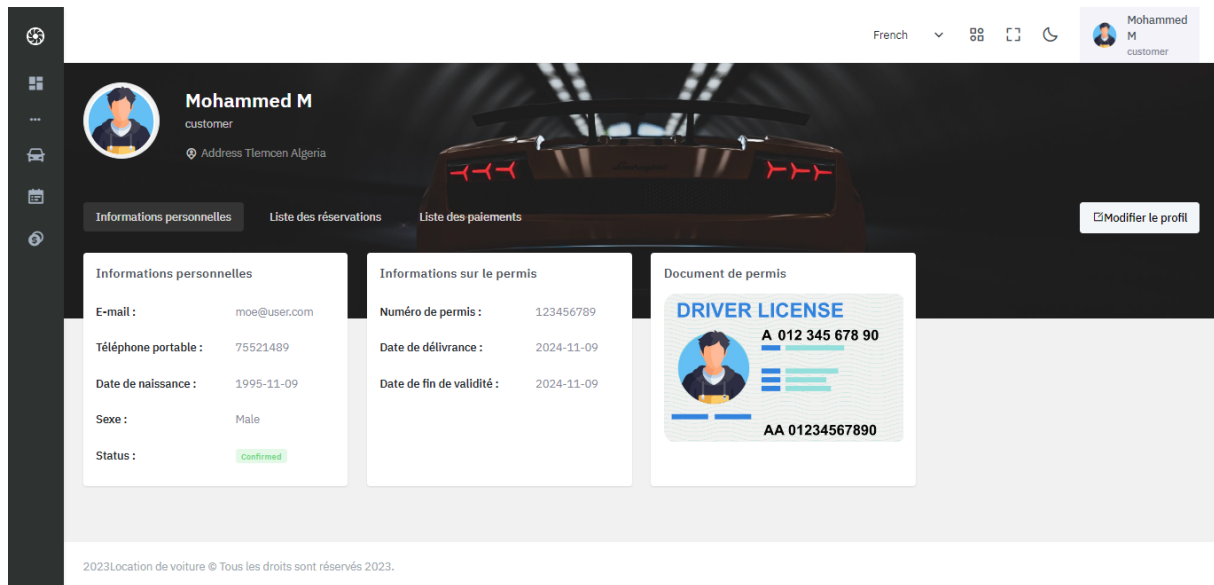 French
Mohammed
M
customer
Mohammed M
customer
Address Tlemcen Algeria
Informations personnelles
Liste des réservations
Liste des paiements
Modifier le profil
Informations personnelles
E-mail : moe@user.com
Téléphone portable : 75521489
Date de naissance : 1995-11-09
Sexe : Male
Status : Confirmed
Informations sur le permis
Numéro de permis : 123456789
Date de délivrance : 2024-11-09
Date de fin de validité : 2024-11-09
Document de permis
DRIVER LICENSE
A 012 345 678 90
AA 01234567890
2023Location de voiture © Tous les droits sont réservés 2023.